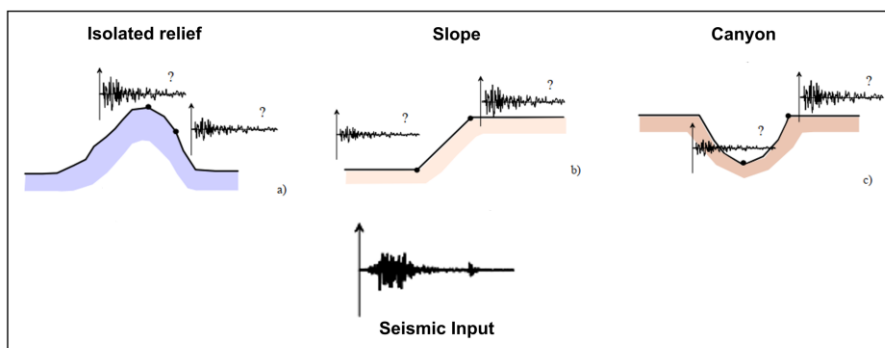 Isolated relief
Slope
Canyon
?
?
a)
?
b)
?
?
c)
Seismic Input